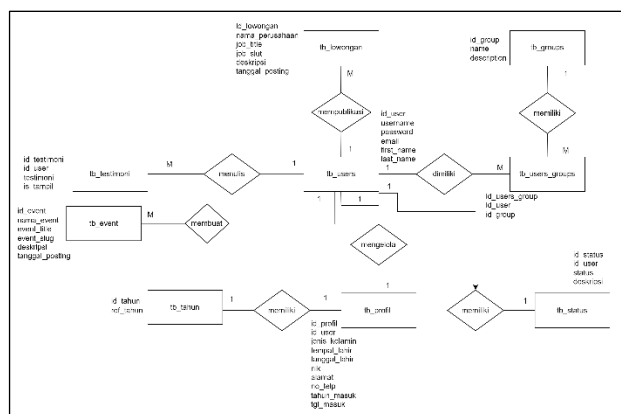 id_lowongan
nama_perusahaan
job_title
job_slut
deskripsi
tanggal_posting
tb_lowongan
id_group
name
description
tb_groups
M
1
mempublikasi
memiliki
id_user
username
password
email
first_name
last_name
1
M
id_testimoni
id_user
testimoni
is_tampil
tb_testimoni
M
menulis
1
tb_users
1
dimiliki
M
tb_users_groups
1
1
1
id_users_group
id_user
id_group
id_event
nama_event
event_title
event_slug
deskripsi
tanggal_posting
tb_event
M
membuat
mengelola
id_status
id_user
status
deskripsi
id_tahun
ref_tahun
tb_tahun
1
memiliki
1
1
tb_profil
memiliki
1
tb_status
id_profil
id_user
jenis_kelamin
tempat_lahir
tanggal_lahir
nik
alamat
no_telp
tahun_masuk
tgl_masuk